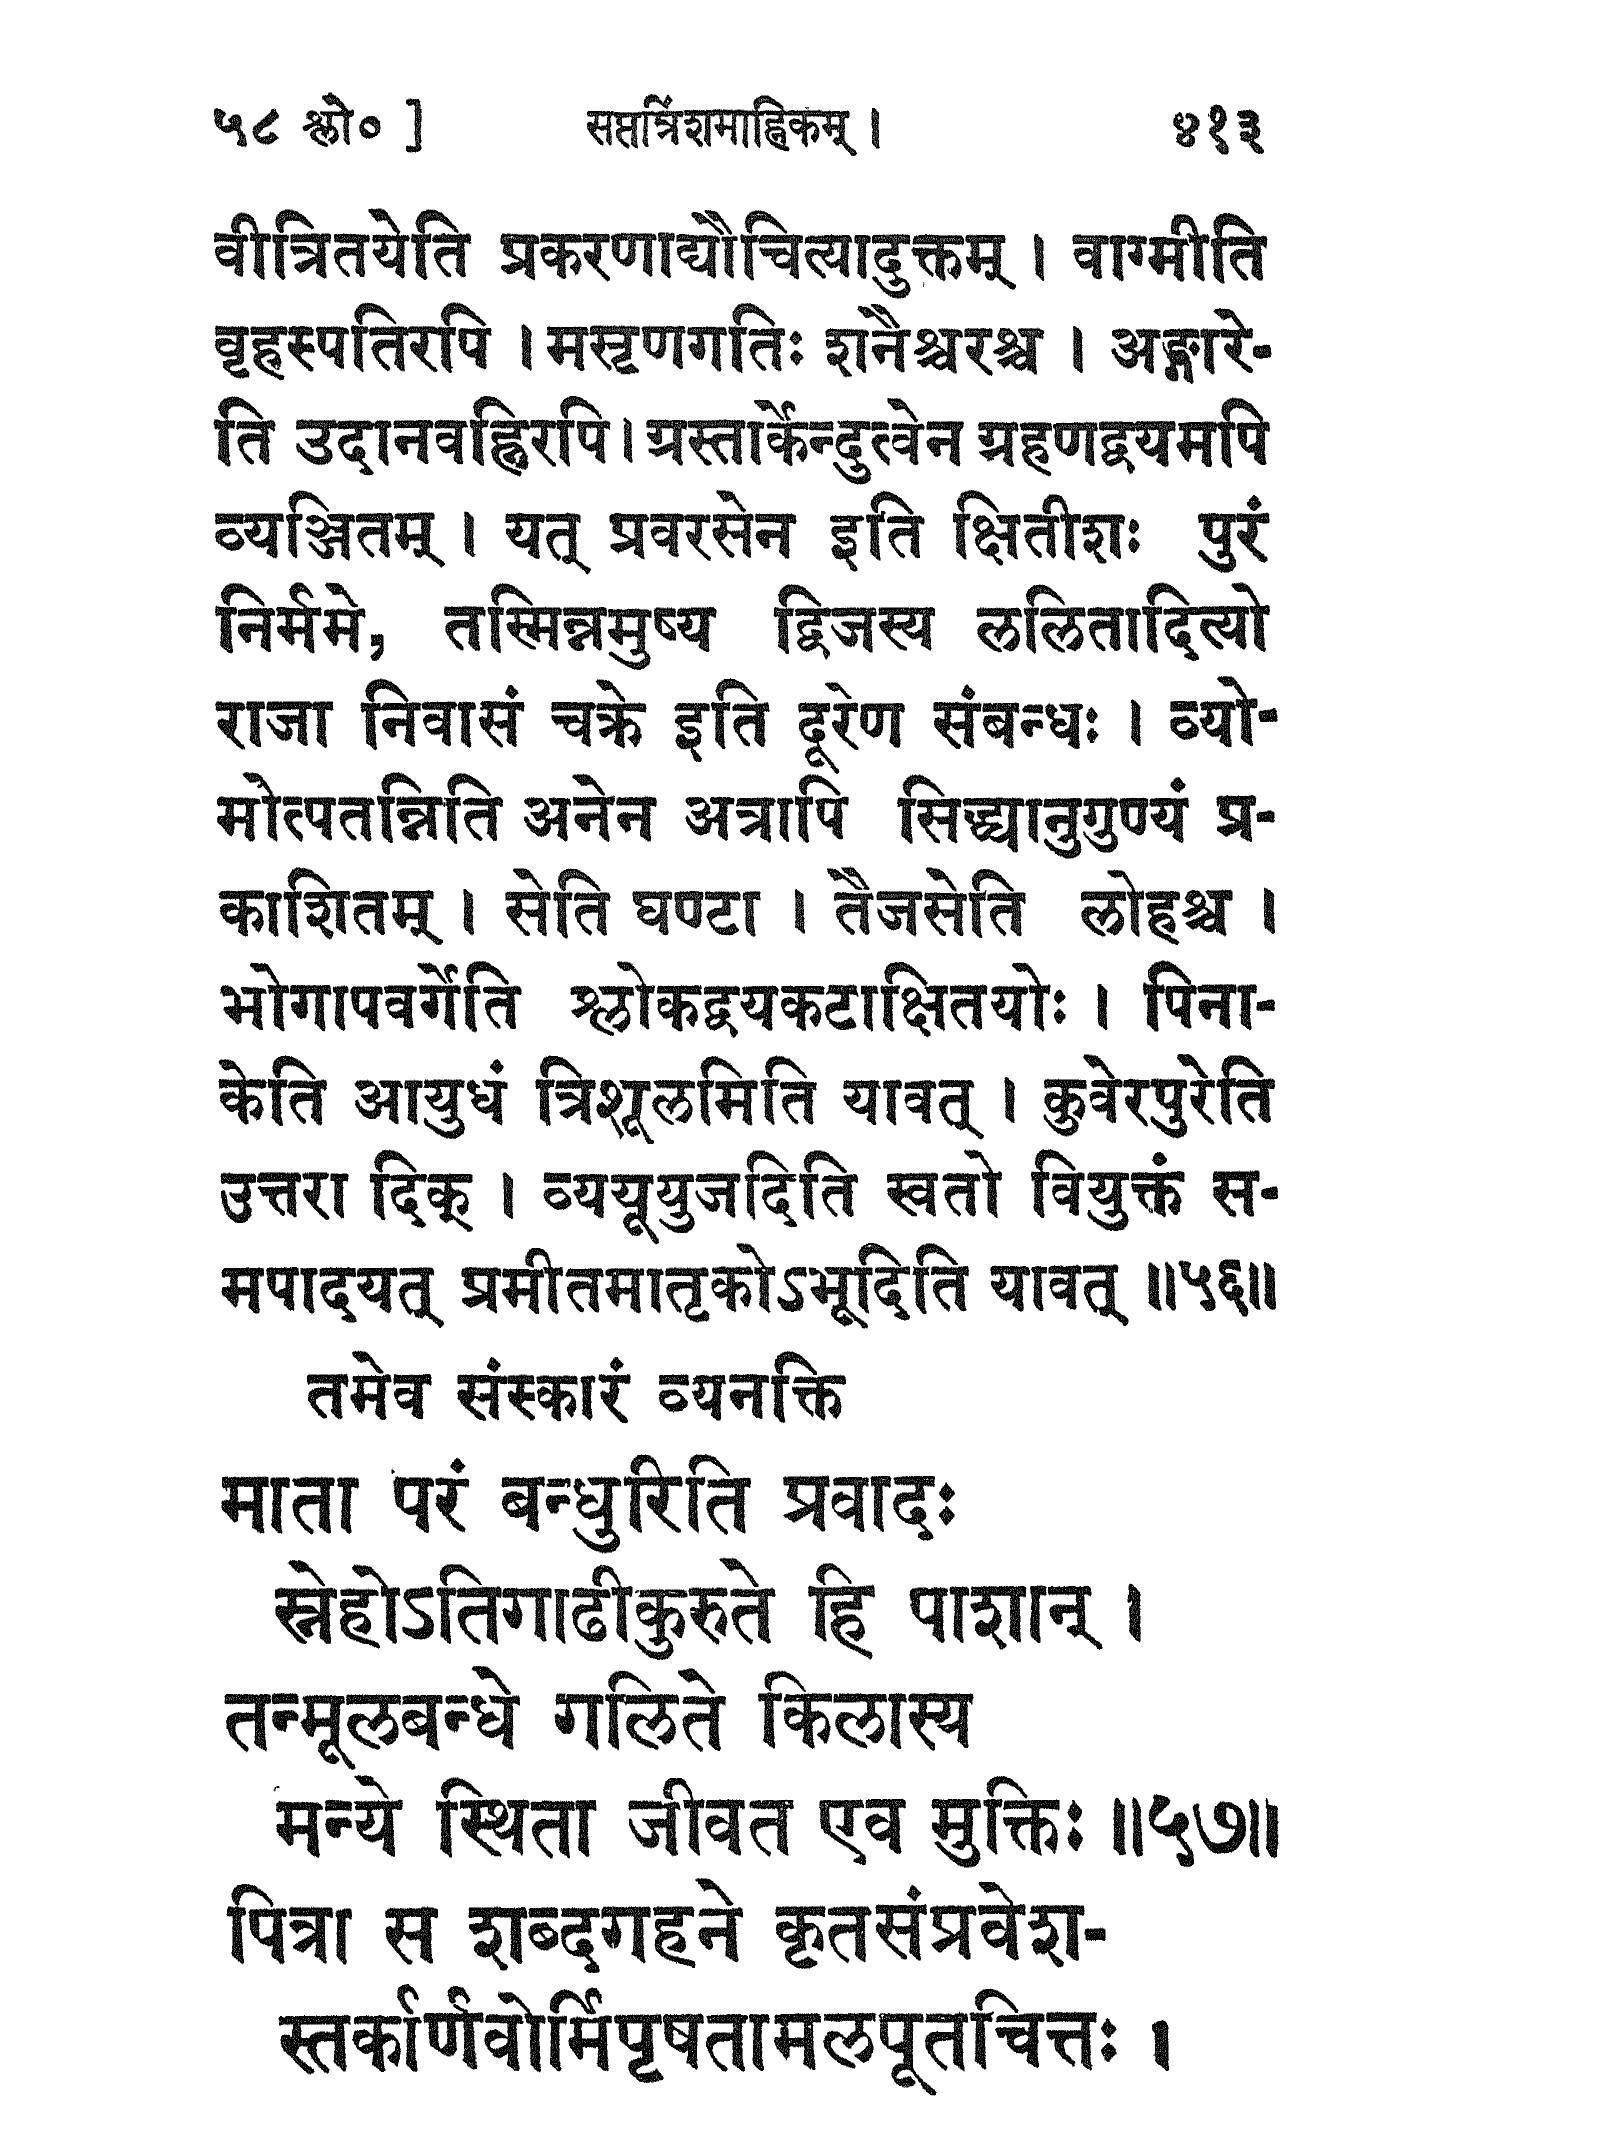 ५८ श्लो० ] सप्तत्रिंशमाह्निकम् । ४१३
वीत्रितयेति प्रकरणाद्यौचित्यादुक्तम् । वाग्मीति
वृहस्पतिरपि । मसृणगतिः शनैश्चरश्च । अङ्गारे-
ति उदानवह्निरपि । ग्रस्तार्केन्दुत्वेन ग्रहणद्वयमपि
व्यञ्जितम् । यत् प्रवरसेन इति क्षितीशः पुरं
निर्ममे, तस्मिन्नमुष्य द्विजस्य ललितादित्यो
राजा निवासं चक्रे इति दूरेण संबन्धः । व्यो-
मोत्पतन्निति अनेन अत्रापि सिद्ध्यानुगुण्यं प्र-
काशितम् । सेति घण्टा । तैजसेति लोहश्च ।
भोगापवर्गेति श्लोकद्वयकटाक्षितयोः । पिना-
केति आयुधं त्रिशूलमिति यावत् । कुवेरपुरेति
उत्तरा दिक् । व्ययूयुजदिति स्वतो वियुक्तं स-
मपादयत् प्रमीतमातृकोऽभूदिति यावत् ॥५६॥
तमेव संस्कारं व्यनक्ति
माता परं बन्धुरिति प्रवादः
स्नेहोऽतिगाढीकुरुते हि पाशान् ।
तन्मूलबन्धे गलिते किलास्य
मन्ये स्थिता जीवत एव मुक्तिः ॥५७॥
पित्रा स शब्दगहने कृतसंप्रवेश-
स्तर्कार्णवोर्मिपृषतामलपूतचित्तः ।